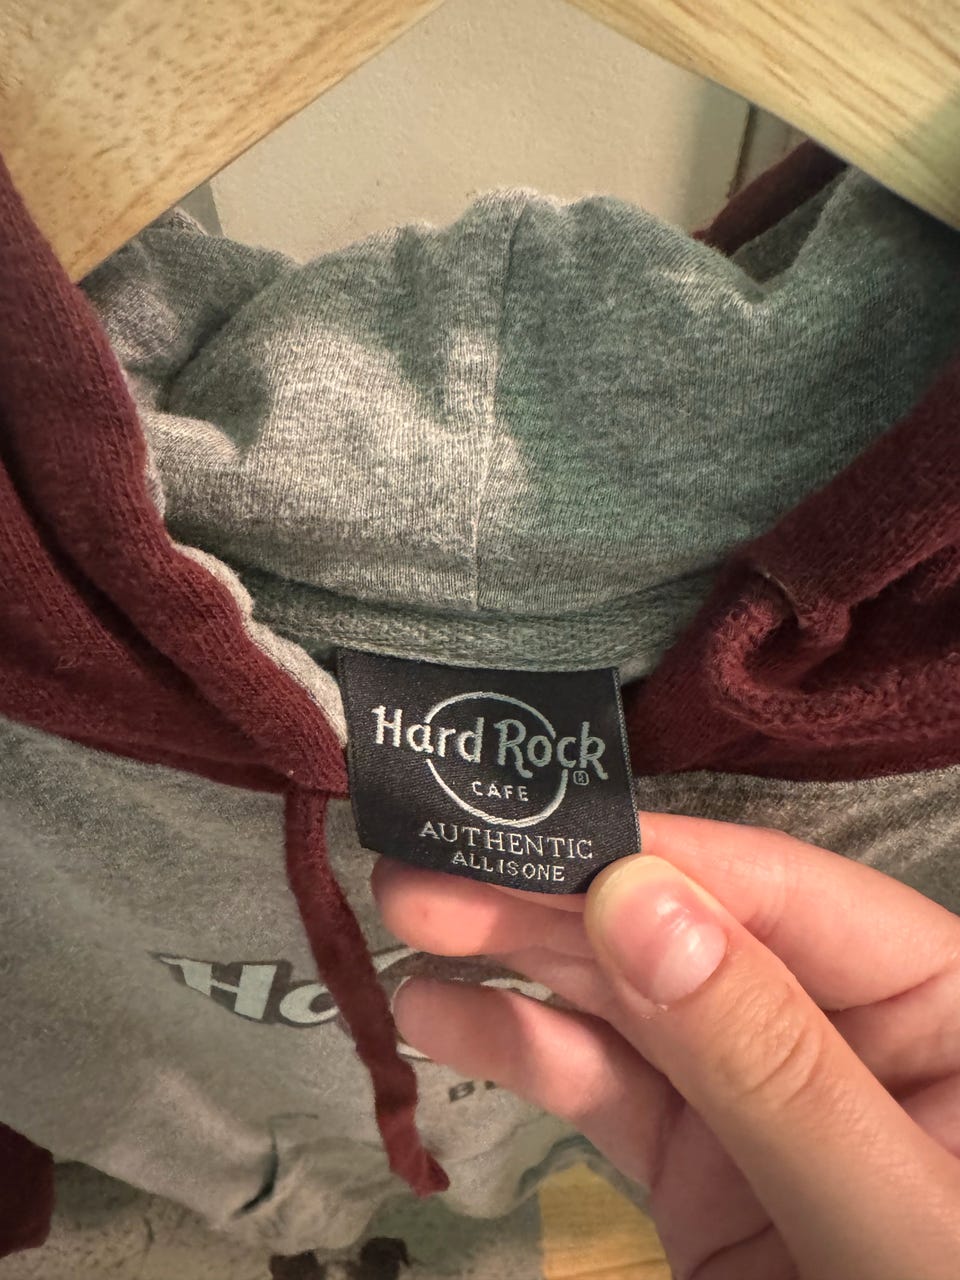 Hard Rock ®
CAFE
AUTHENTIC
ALL IS ONE